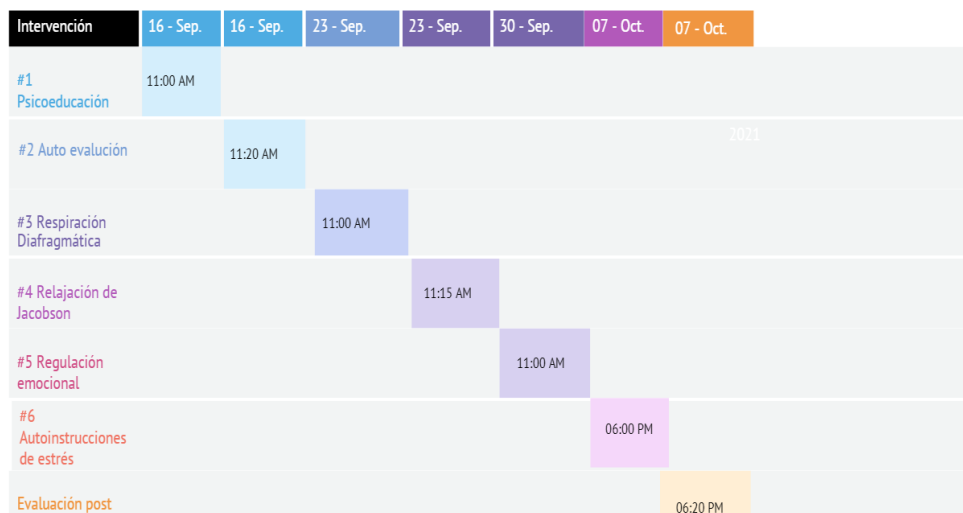 Intervención 16 - Sep. 16 - Sep. 23 - Sep. 23 - Sep. 30 - Sep. 07 - Oct. 07 - Oct.
#1
Psicoeducación
11:00 AM
2021
#2 Auto evalución
11:20 AM
#3 Respiración
Diafragmática
11:00 AM
#4 Relajación de
Jacobson
11:15 AM
#5 Regulación
emocional
11:00 AM
#6
Autoinstrucciones
de estrés
06:00 PM
Evaluación post
06:20 PM